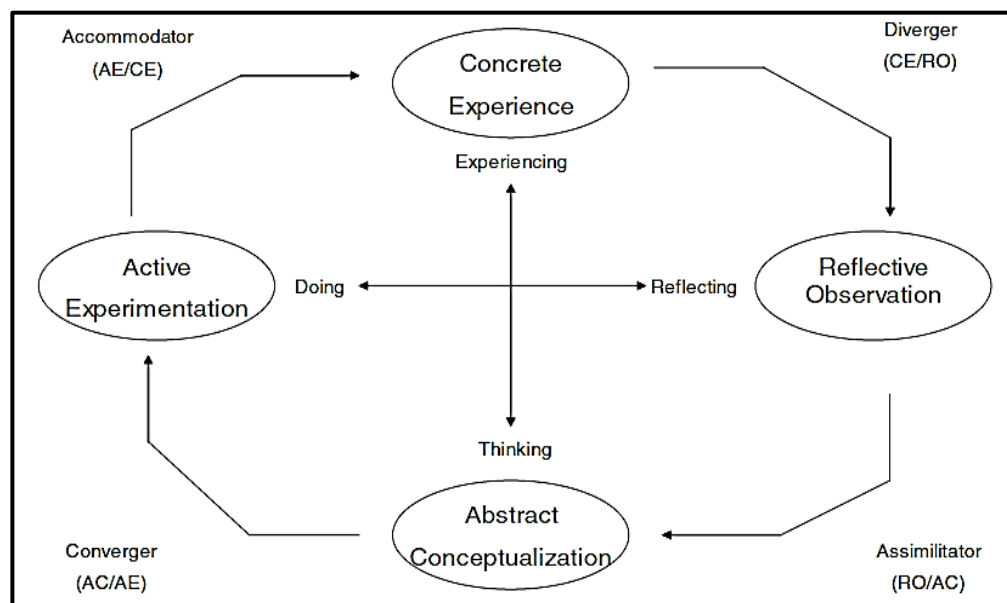 Accommodator
(AE/CE)
Concrete
Experience
Diverger
(CE/RO)
Experiencing
Active
Experimentation
Doing
Reflecting
Reflective
Observation
Thinking
Abstract
Conceptualization
Converger
(AC/AE)
Assimilitator
(RO/AC)